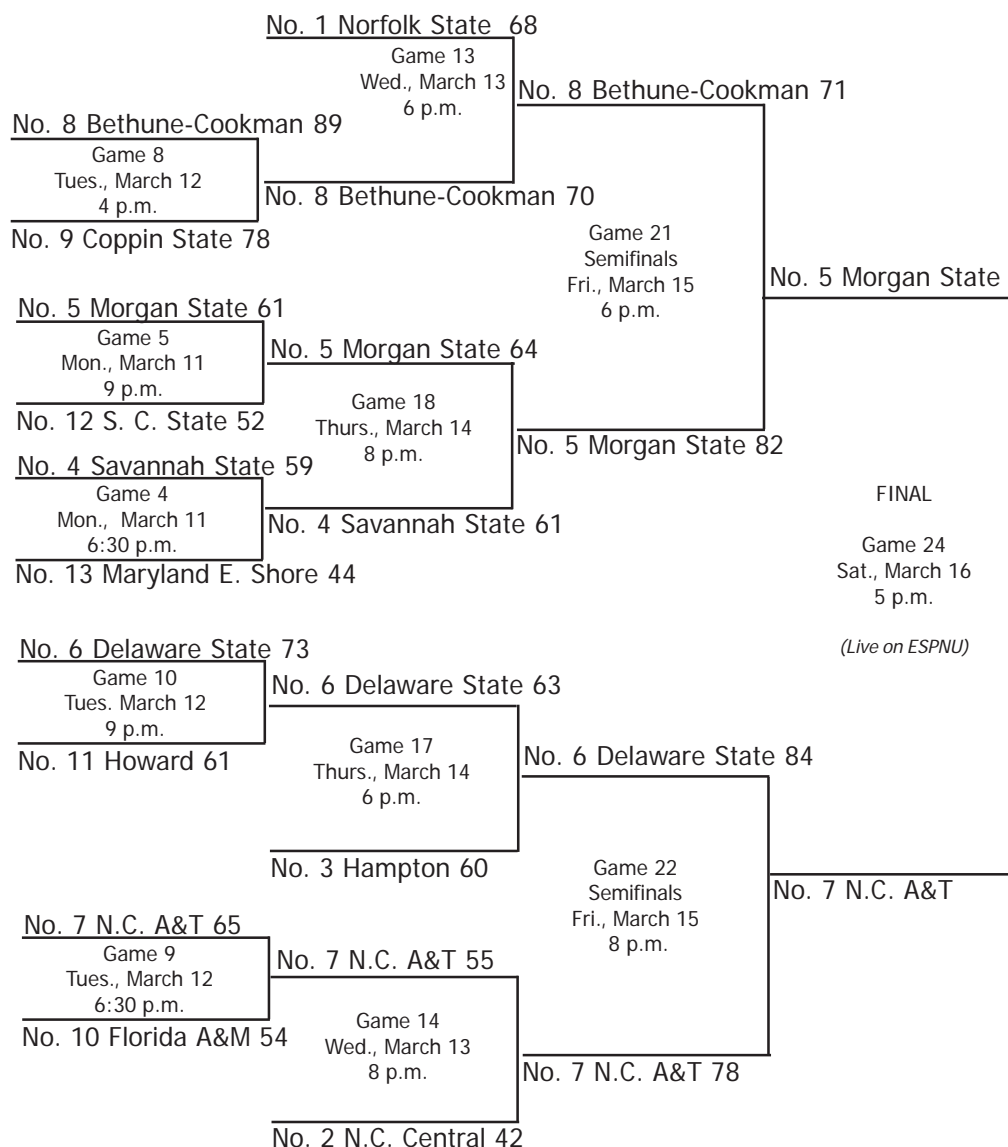 No. 1 Norfolk State 68
Game 13
Wed., March 13
6 p.m.
No. 8 Bethune-Cookman 71
No. 8 Bethune-Cookman 89
Game 8
Tues., March 12
4 p.m.
No. 8 Bethune-Cookman 70
No. 9 Coppin State 78
Game 21
Semifinals
Fri., March 15
6 p.m.
No. 5 Morgan State
No. 5 Morgan State 61
Game 5
Mon., March 11
9 p.m.
No. 5 Morgan State 64
No. 12 S. C. State 52
Game 18
Thurs., March 14
8 p.m.
No. 5 Morgan State 82
No. 4 Savannah State 59
Game 4
Mon., March 11
6:30 p.m.
No. 4 Savannah State 61
No. 13 Maryland E. Shore 44
FINAL
Game 24
Sat., March 16
5 p.m.
(Live on ESPNU)
No. 6 Delaware State 73
Game 10
Tues. March 12
9 p.m.
No. 6 Delaware State 63
No. 11 Howard 61
Game 17
Thurs., March 14
6 p.m.
No. 6 Delaware State 84
No. 3 Hampton 60
Game 22
Semifinals
Fri., March 15
8 p.m.
No. 7 N.C. A&T
No. 7 N.C. A&T 65
Game 9
Tues., March 12
6:30 p.m.
No. 7 N.C. A&T 55
No. 10 Florida A&M 54
Game 14
Wed., March 13
8 p.m.
No. 7 N.C. A&T 78
No. 2 N.C. Central 42